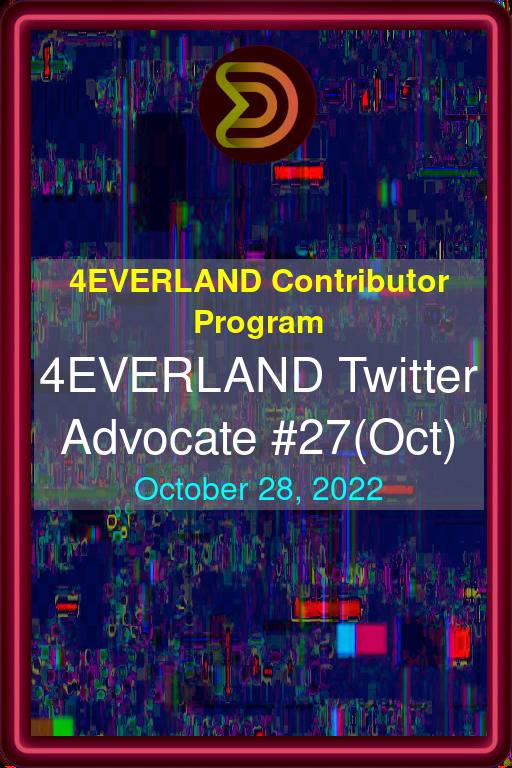 4EVERLAND Contributor
Program
4EVERLAND Twitter
Advocate #27(Oct)
October 28, 2022